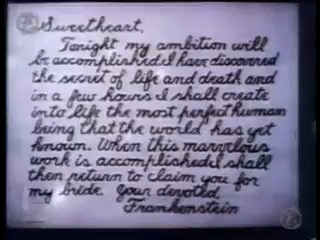 Sweetheart,
Tonight my ambition will
be accomplished. I have discovered
the secret of life and death and
in a few hours I shall create
into life the most perfect human
being that the world has yet
known. When this marvelous
work is accomplished I shall
then return to claim you for
my bride. Your devoted
Frankenstein